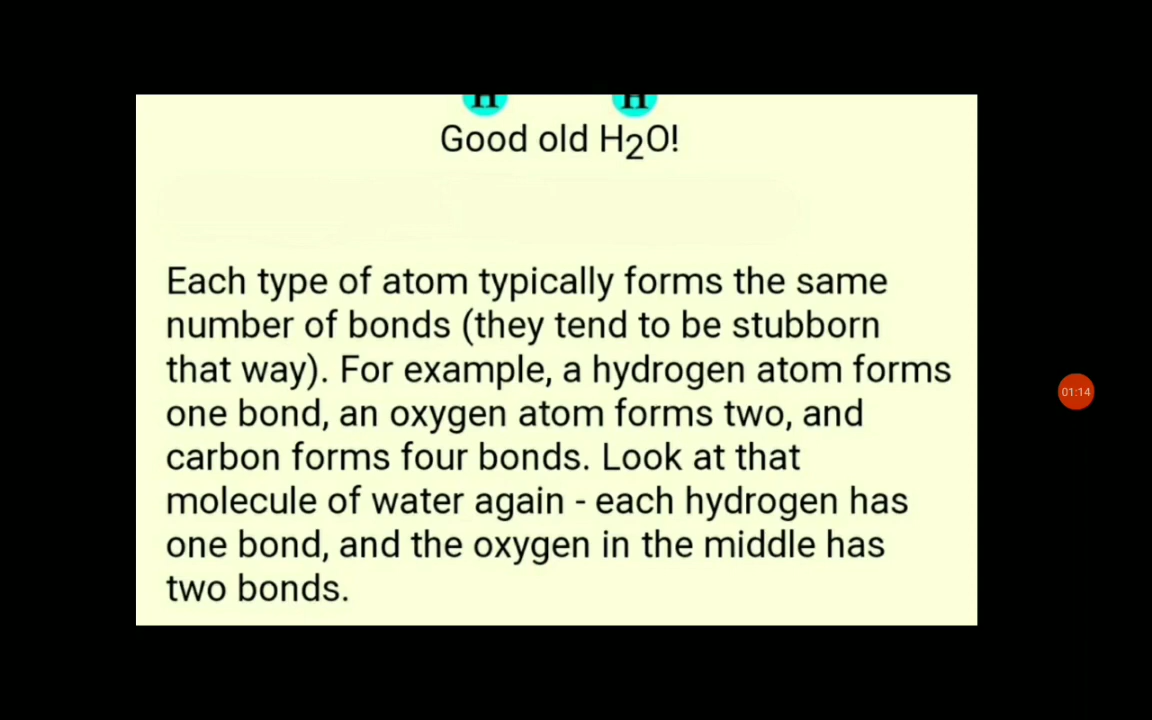 H H
Good old H2O!
Each type of atom typically forms the same
number of bonds (they tend to be stubborn
that way). For example, a hydrogen atom forms
one bond, an oxygen atom forms two, and
carbon forms four bonds. Look at that
molecule of water again - each hydrogen has
one bond, and the oxygen in the middle has
two bonds.
01:14